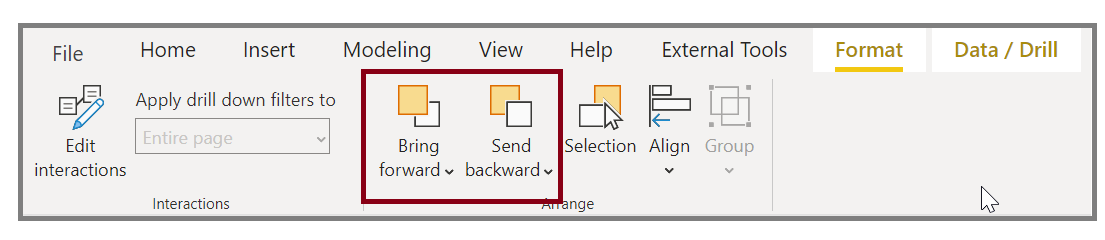 File Home Insert Modeling View Help External Tools Format Data / Drill
Edit
interactions
Apply drill down filters to
Entire page
Interactions
Bring
forward
Send
backward
Selection
Align
Group
Arrange